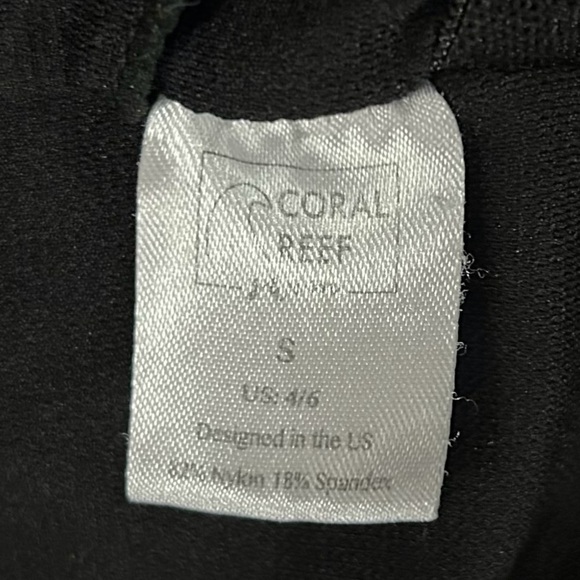 CORAL
REEF
S
US: 4/6
Designed in the US
82% Nylon 18% Spandex